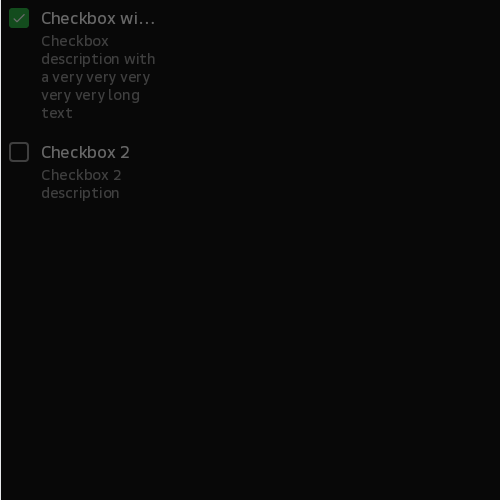 Checkbox wi...
Checkbox
description with
a very very very
very very long
text
Checkbox 2
Checkbox 2
description